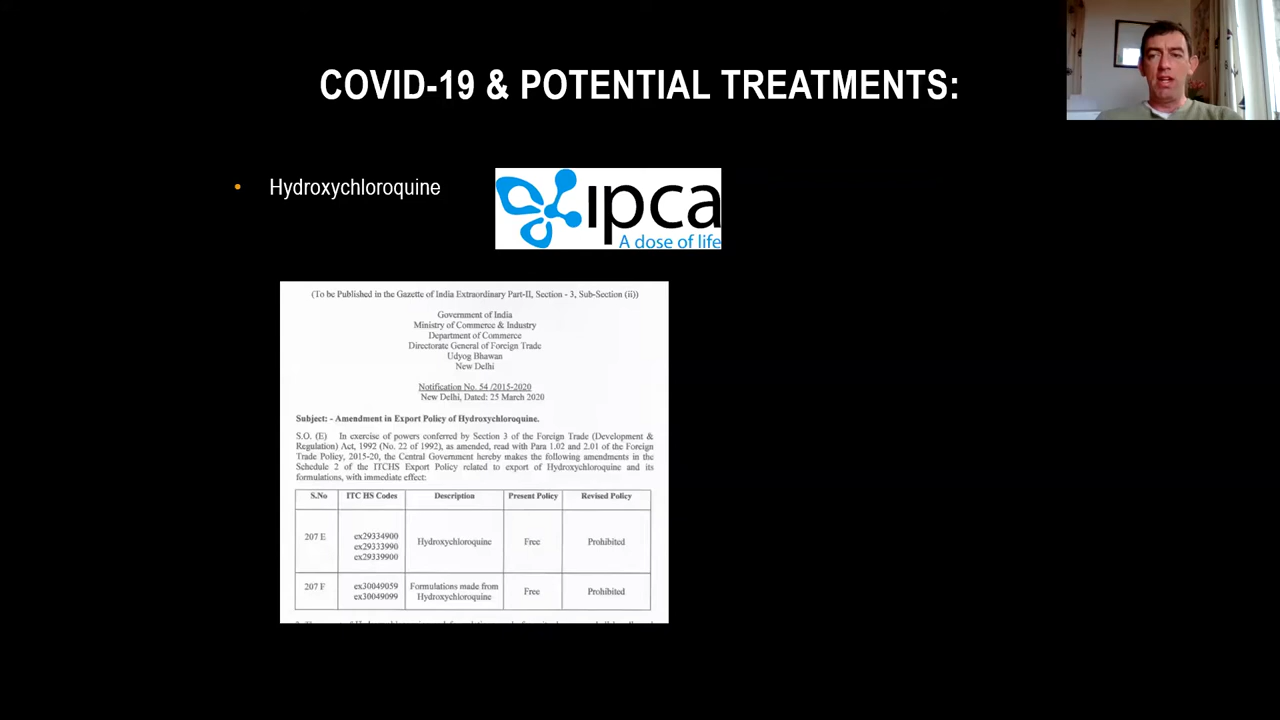 COVID-19 & POTENTIAL TREATMENTS:
• Hydroxychloroquine
ipca
A dose of life
(To be Published in the Gazette of India Extraordinary Part-II, Section - 3, Sub-Section (ii))
Government of India
Ministry of Commerce & Industry
Department of Commerce
Directorate General of Foreign Trade
Udyog Bhawan
New Delhi
Notification No. 54 /2015-2020
New Delhi, Dated: 25 March 2020
Subject: - Amendment in Export Policy of Hydroxychloroquine.
S.O. (E) In exercise of powers conferred by Section 3 of the Foreign Trade (Development &
Regulation) Act, 1992 (No. 22 of 1992), as amended, read with Para 1.02 and 2.01 of the Foreign
Trade Policy, 2015-20, the Central Government hereby makes the following amendments in the
Schedule 2 of the ITCHS Export Policy related to export of Hydroxychloroquine and its
formulations, with immediate effect:
S.No ITC HS Codes Description Present Policy Revised Policy
207 E ex29334900 ex29333990 ex29339900 Hydroxychloroquine Free Prohibited
207 F ex30049059 ex30049099 Formulations made from Hydroxychloroquine Free Prohibited